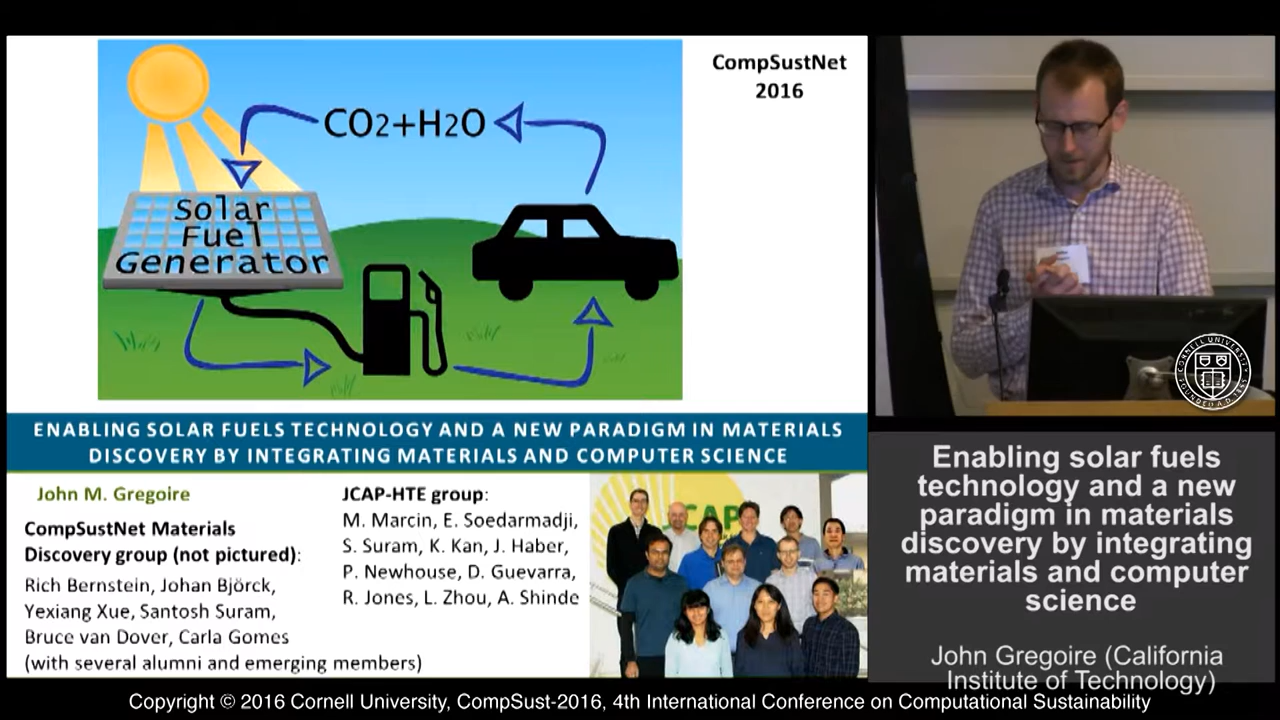 CompSustNet
2016
CO2+H2O
Solar
Fuel
Generator
ENABLING SOLAR FUELS TECHNOLOGY AND A NEW PARADIGM IN MATERIALS
DISCOVERY BY INTEGRATING MATERIALS AND COMPUTER SCIENCE
John M. Gregoire
CompSustNet Materials
Discovery group (not pictured):
Rich Bernstein, Johan Björck,
Yexiang Xue, Santosh Suram,
Bruce van Dover, Carla Gomes
(with several alumni and emerging members)
JCAP-HTE group:
M. Marcin, E. Soedarmadji,
S. Suram, K. Kan, J. Haber,
P. Newhouse, D. Guevarra,
R. Jones, L. Zhou, A. Shinde
JCAP
CORNELL UNIVERSITY
FOUNDED A.D. 1865
Enabling solar fuels
technology and a new
paradigm in materials
discovery by integrating
materials and computer
science
John Gregoire (California
Institute of Technology)
Copyright © 2016 Cornell University, CompSust-2016, 4th International Conference on Computational Sustainability